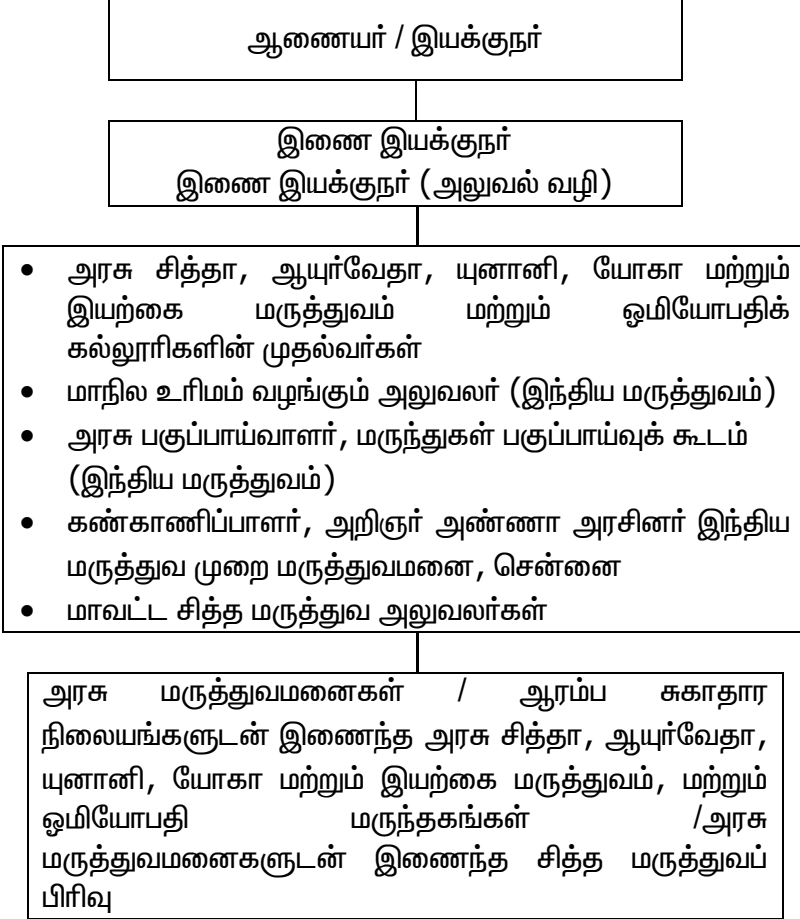 ஆணையர் / இயக்குநர்
இணை இயக்குநர்
இணை இயக்குநர் (அலுவல் வழி)
• அரசு சித்தா, ஆயுர்வேதா, யுனானி, யோகா மற்றும்
இயற்கை மருத்துவம் மற்றும் ஓமியோபதிக்
கல்லூரிகளின் முதல்வர்கள்
• மாநில உரிமம் வழங்கும் அலுவலர் (இந்திய மருத்துவம்)
• அரசு பகுப்பாய்வாளர், மருந்துகள் பகுப்பாய்வுக் கூடம்
(இந்திய மருத்துவம்)
• கண்காணிப்பாளர், அறிஞர் அண்ணா அரசினர் இந்திய
மருத்துவ முறை மருத்துவமனை, சென்னை
• மாவட்ட சித்த மருத்துவ அலுவலர்கள்
அரசு மருத்துவமனைகள் / ஆரம்ப சுகாதார
நிலையங்களுடன் இணைந்த அரசு சித்தா, ஆயுர்வேதா,
யுனானி, யோகா மற்றும் இயற்கை மருத்துவம், மற்றும்
ஓமியோபதி மருந்தகங்கள் /அரசு
மருத்துவமனைகளுடன் இணைந்த சித்த மருத்துவப்
பிரிவு